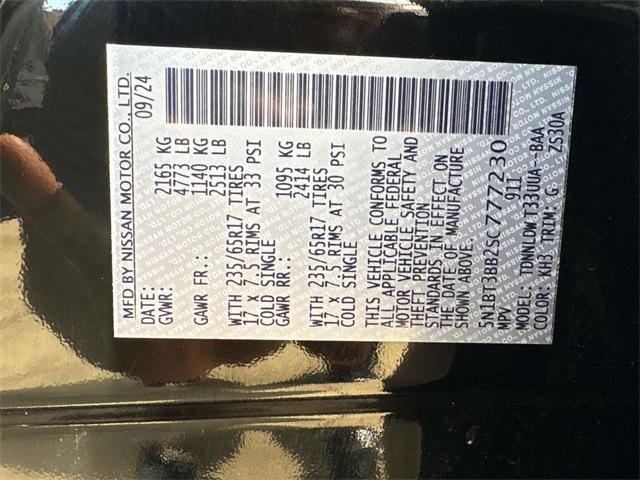 MFD BY NISSAN MOTOR CO., LTD.
DATE: 09/24
GVWR: 2165 KG
4773 LB
GAWR FR.: 1140 KG
2513 LB
WITH 235/65R17 TIRES
17 X 7.5 RIMS AT 33 PSI
COLD SINGLE
GAWR RR.: 1095 KG
2414 LB
WITH 235/65R17 TIRES
17 X 7.5 RIMS AT 30 PSI
COLD SINGLE
THIS VEHICLE CONFORMS TO
ALL APPLICABLE FEDERAL
MOTOR VEHICLE SAFETY AND
THEFT PREVENTION
STANDARDS IN EFFECT ON
THE DATE OF MANUFACTURE
SHOWN ABOVE.
5N1BT3BB2SC777230
MPV 911
MODEL: TDNNLDWT33UUA--BAA
COLOR: KH3 TRIM: G ZS30A